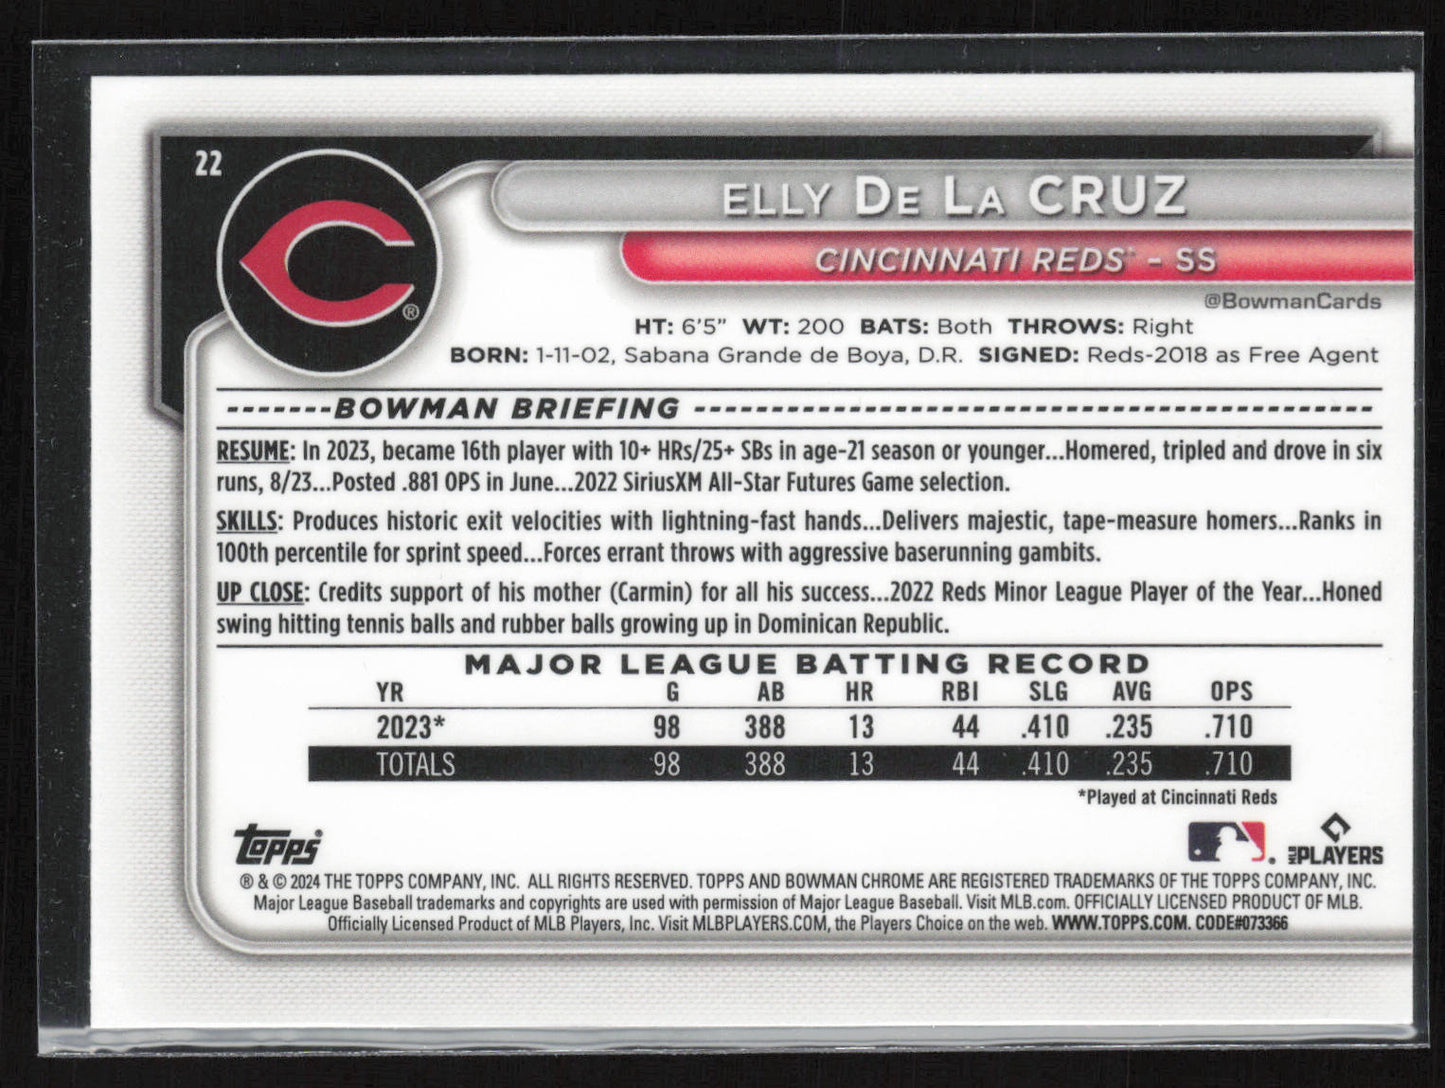 22
ELLY DE LA CRUZ
CINCINNATI REDS - SS
@BowmanCards
HT: 6'5" WT: 200 BATS: Both THROWS: Right
BORN: 1-11-02, Sabana Grande de Boya, D.R. SIGNED: Reds-2018 as Free Agent
-------BOWMAN BRIEFING --------------------------------------------
RESUME: In 2023, became 16th player with 10+ HRs/25+ SBs in age-21 season or younger...Homered, tripled and drove in six
runs, 8/23...Posted .881 OPS in June...2022 SiriusXM All-Star Futures Game selection.
SKILLS: Produces historic exit velocities with lightning-fast hands...Delivers majestic, tape-measure homers...Ranks in
100th percentile for sprint speed...Forces errant throws with aggressive baserunning gambits.
UP CLOSE: Credits support of his mother (Carmin) for all his success...2022 Reds Minor League Player of the Year...Honed
swing hitting tennis balls and rubber balls growing up in Dominican Republic.
MAJOR LEAGUE BATTING RECORD
YR G AB HR RBI SLG AVG OPS
2023* 98 388 13 44 .410 .235 .710
TOTALS 98 388 13 44 .410 .235 .710
*Played at Cincinnati Reds
Topps®
MLB PLAYERS
® & © 2024 THE TOPPS COMPANY, INC. ALL RIGHTS RESERVED. TOPPS AND BOWMAN CHROME ARE REGISTERED TRADEMARKS OF THE TOPPS COMPANY, INC.
Major League Baseball trademarks and copyrights are used with permission of Major League Baseball. Visit MLB.com. OFFICIALLY LICENSED PRODUCT OF MLB.
Officially Licensed Product of MLB Players, Inc. Visit MLBPLAYERS.COM, the Players Choice on the web. WWW.TOPPS.COM. CODE#073366